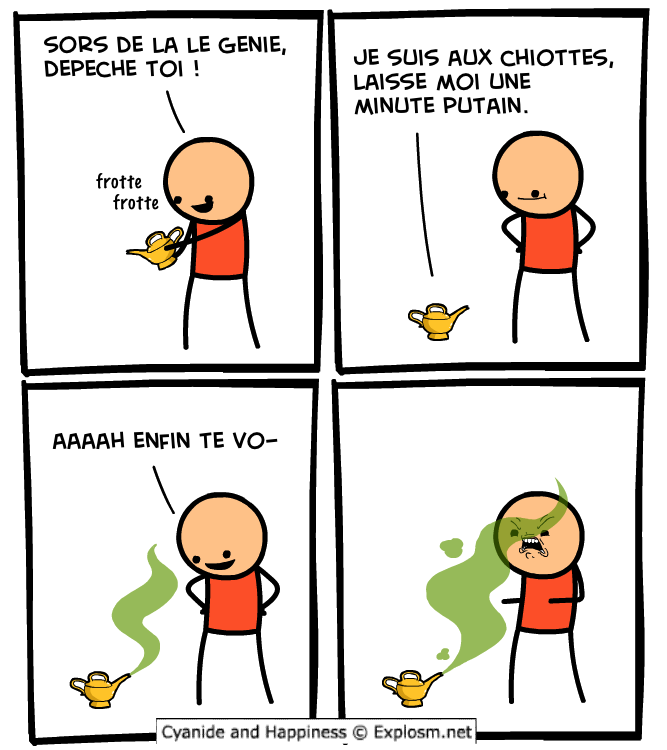 SORS DE LA LE GENIE,
DEPECHE TOI !
frotte
frotte
JE SUIS AUX CHIOTTES,
LAISSE MOI UNE
MINUTE PUTAIN.
AAAAH ENFIN TE VO-
Cyanide and Happiness © Explosm.net